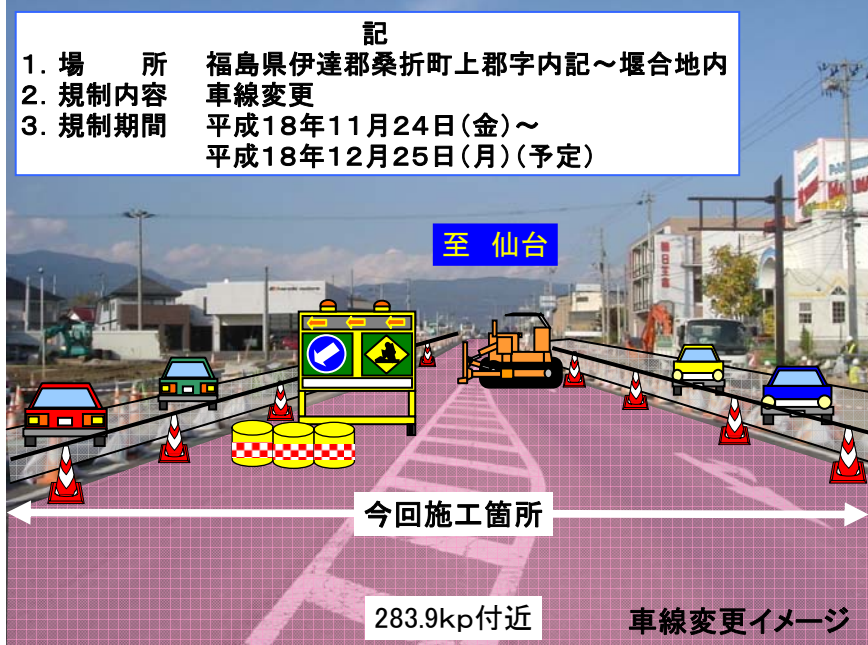 記
1. 場　　所　福島県伊達郡桑折町上郡字内記～堰合地内
2. 規制内容　車線変更
3. 規制期間　平成18年11月24日(金)～
平成18年12月25日(月)(予定)
至 仙台
今回施工箇所
283.9kp付近
車線変更イメージ